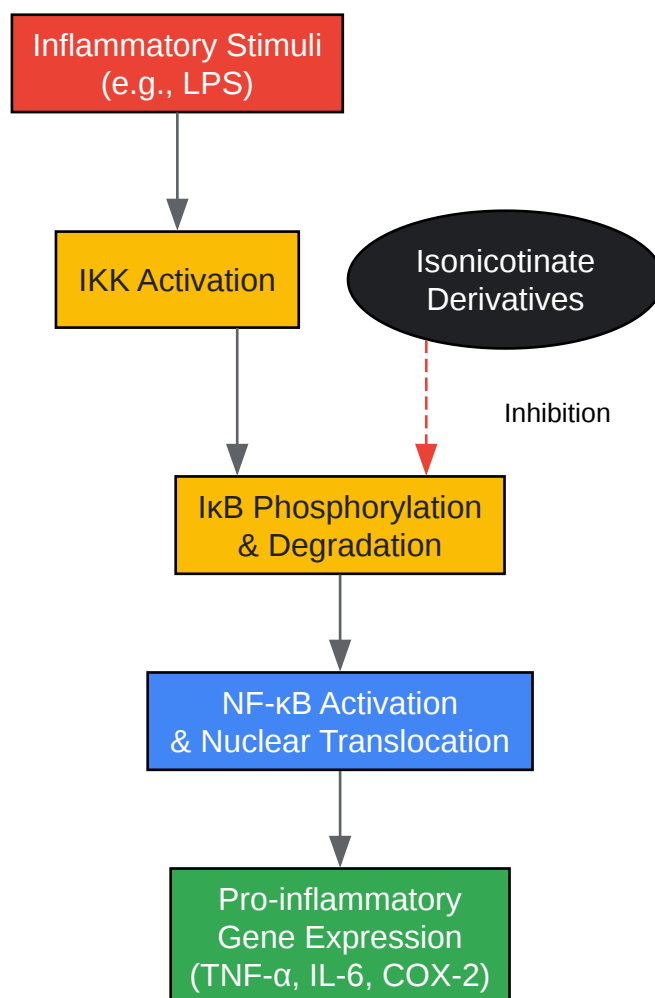 Inflammatory Stimuli
(e.g., LPS)
IKK Activation
Isonicotinate
Derivatives
Inhibition
IκB Phosphorylation
& Degradation
NF-κB Activation
& Nuclear Translocation
Pro-inflammatory
Gene Expression
(TNF-α, IL-6, COX-2)